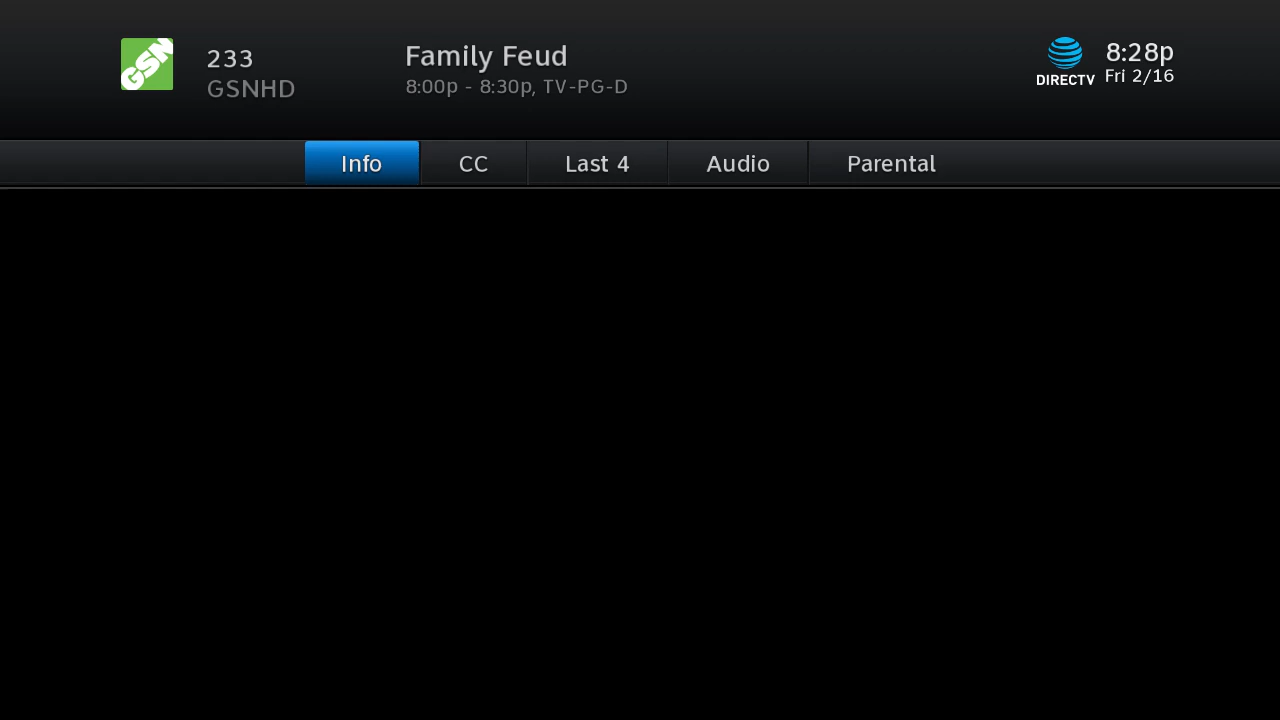 GSN
233
GSNHD
Family Feud
8:00p - 8:30p, TV-PG-D
DIRECTV
8:28p
Fri 2/16
Info
CC
Last 4
Audio
Parental